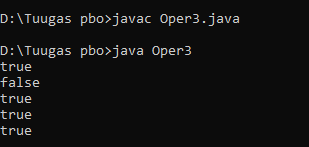 D:\Tuugas pbo>javac Oper3.java
D:\Tuugas pbo>java Oper3
true
false
true
true
true